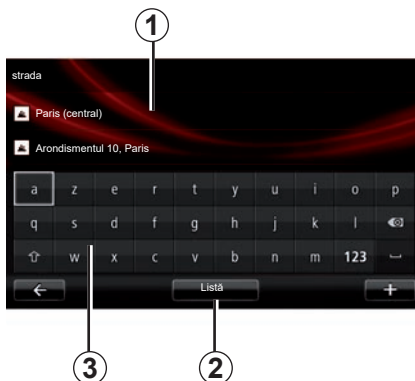 1
strada
Paris (central)
Arondismentul 10, Paris
a z e r t y u i o p
q s d f g h j k l
w x c v b n m 123
Listă
+
3 2